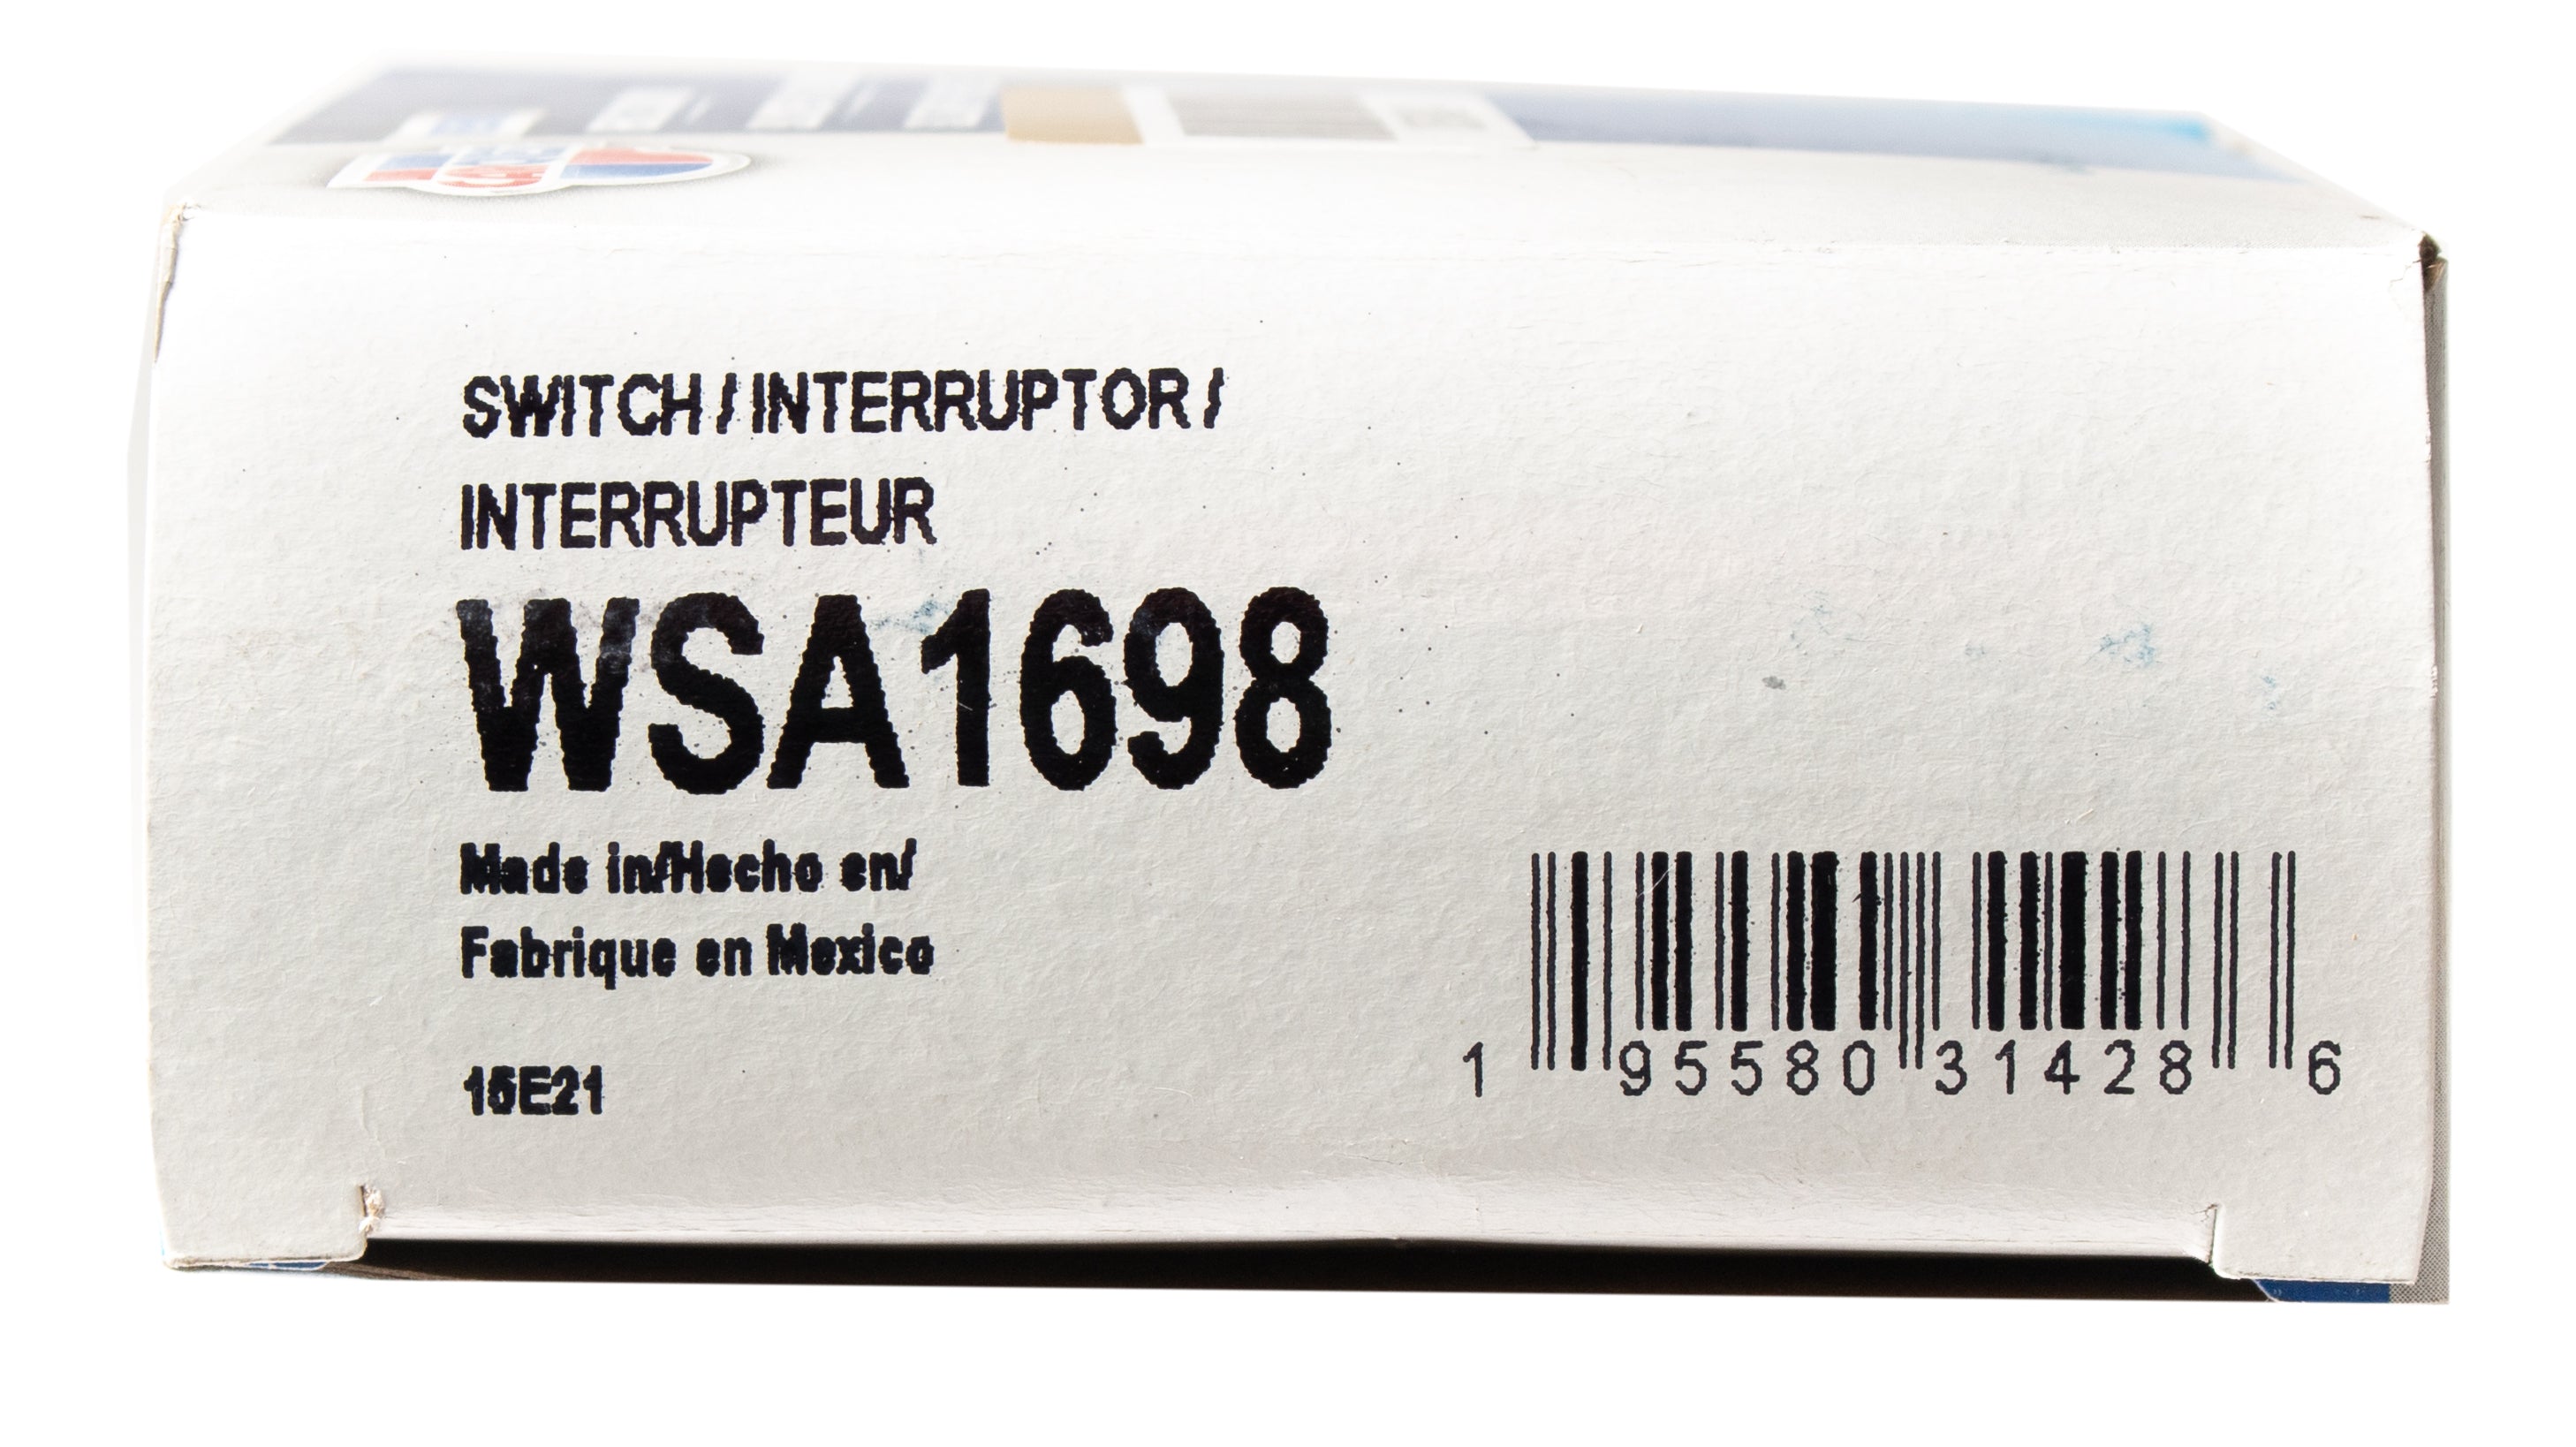 SWITCH / INTERRUPTOR /
INTERRUPTEUR
WSA1698
Made in/Hecho en/
Fabrique en Mexico
15E21
1 95580 31428 6